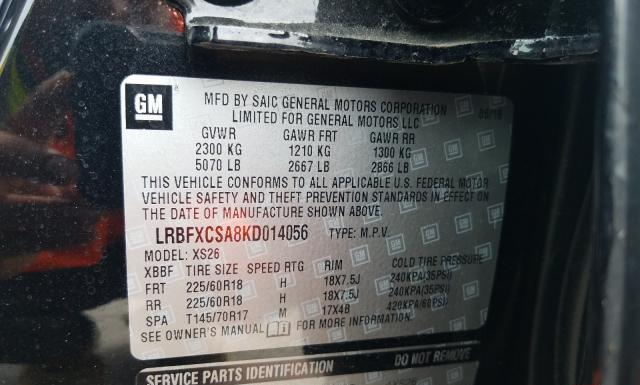 GM
MFD BY SAIC GENERAL MOTORS CORPORATION 06/18
LIMITED FOR GENERAL MOTORS LLC
GVWR GAWR FRT GAWR RR
2300 KG 1210 KG 1300 KG
5070 LB 2667 LB 2866 LB
THIS VEHICLE CONFORMS TO ALL APPLICABLE U.S. FEDERAL MOTOR
VEHICLE SAFETY AND THEFT PREVENTION STANDARDS IN EFFECT ON
THE DATE OF MANUFACTURE SHOWN ABOVE.
LRBFXCSA8KD014056 TYPE: M.P.V.
MODEL: XS26
XBBF TIRE SIZE SPEED RTG RIM COLD TIRE PRESSURE
FRT 225/60R18 H 18X7.5J 240KPA(35PSI)
RR 225/60R18 H 18X7.5J 240KPA(35PSI)
SPA T145/70R17 M 17X4B 420KPA(60PSI)
SEE OWNER'S MANUAL FOR MORE INFORMATION.
SERVICE PARTS IDENTIFICATION DO NOT REMOVE